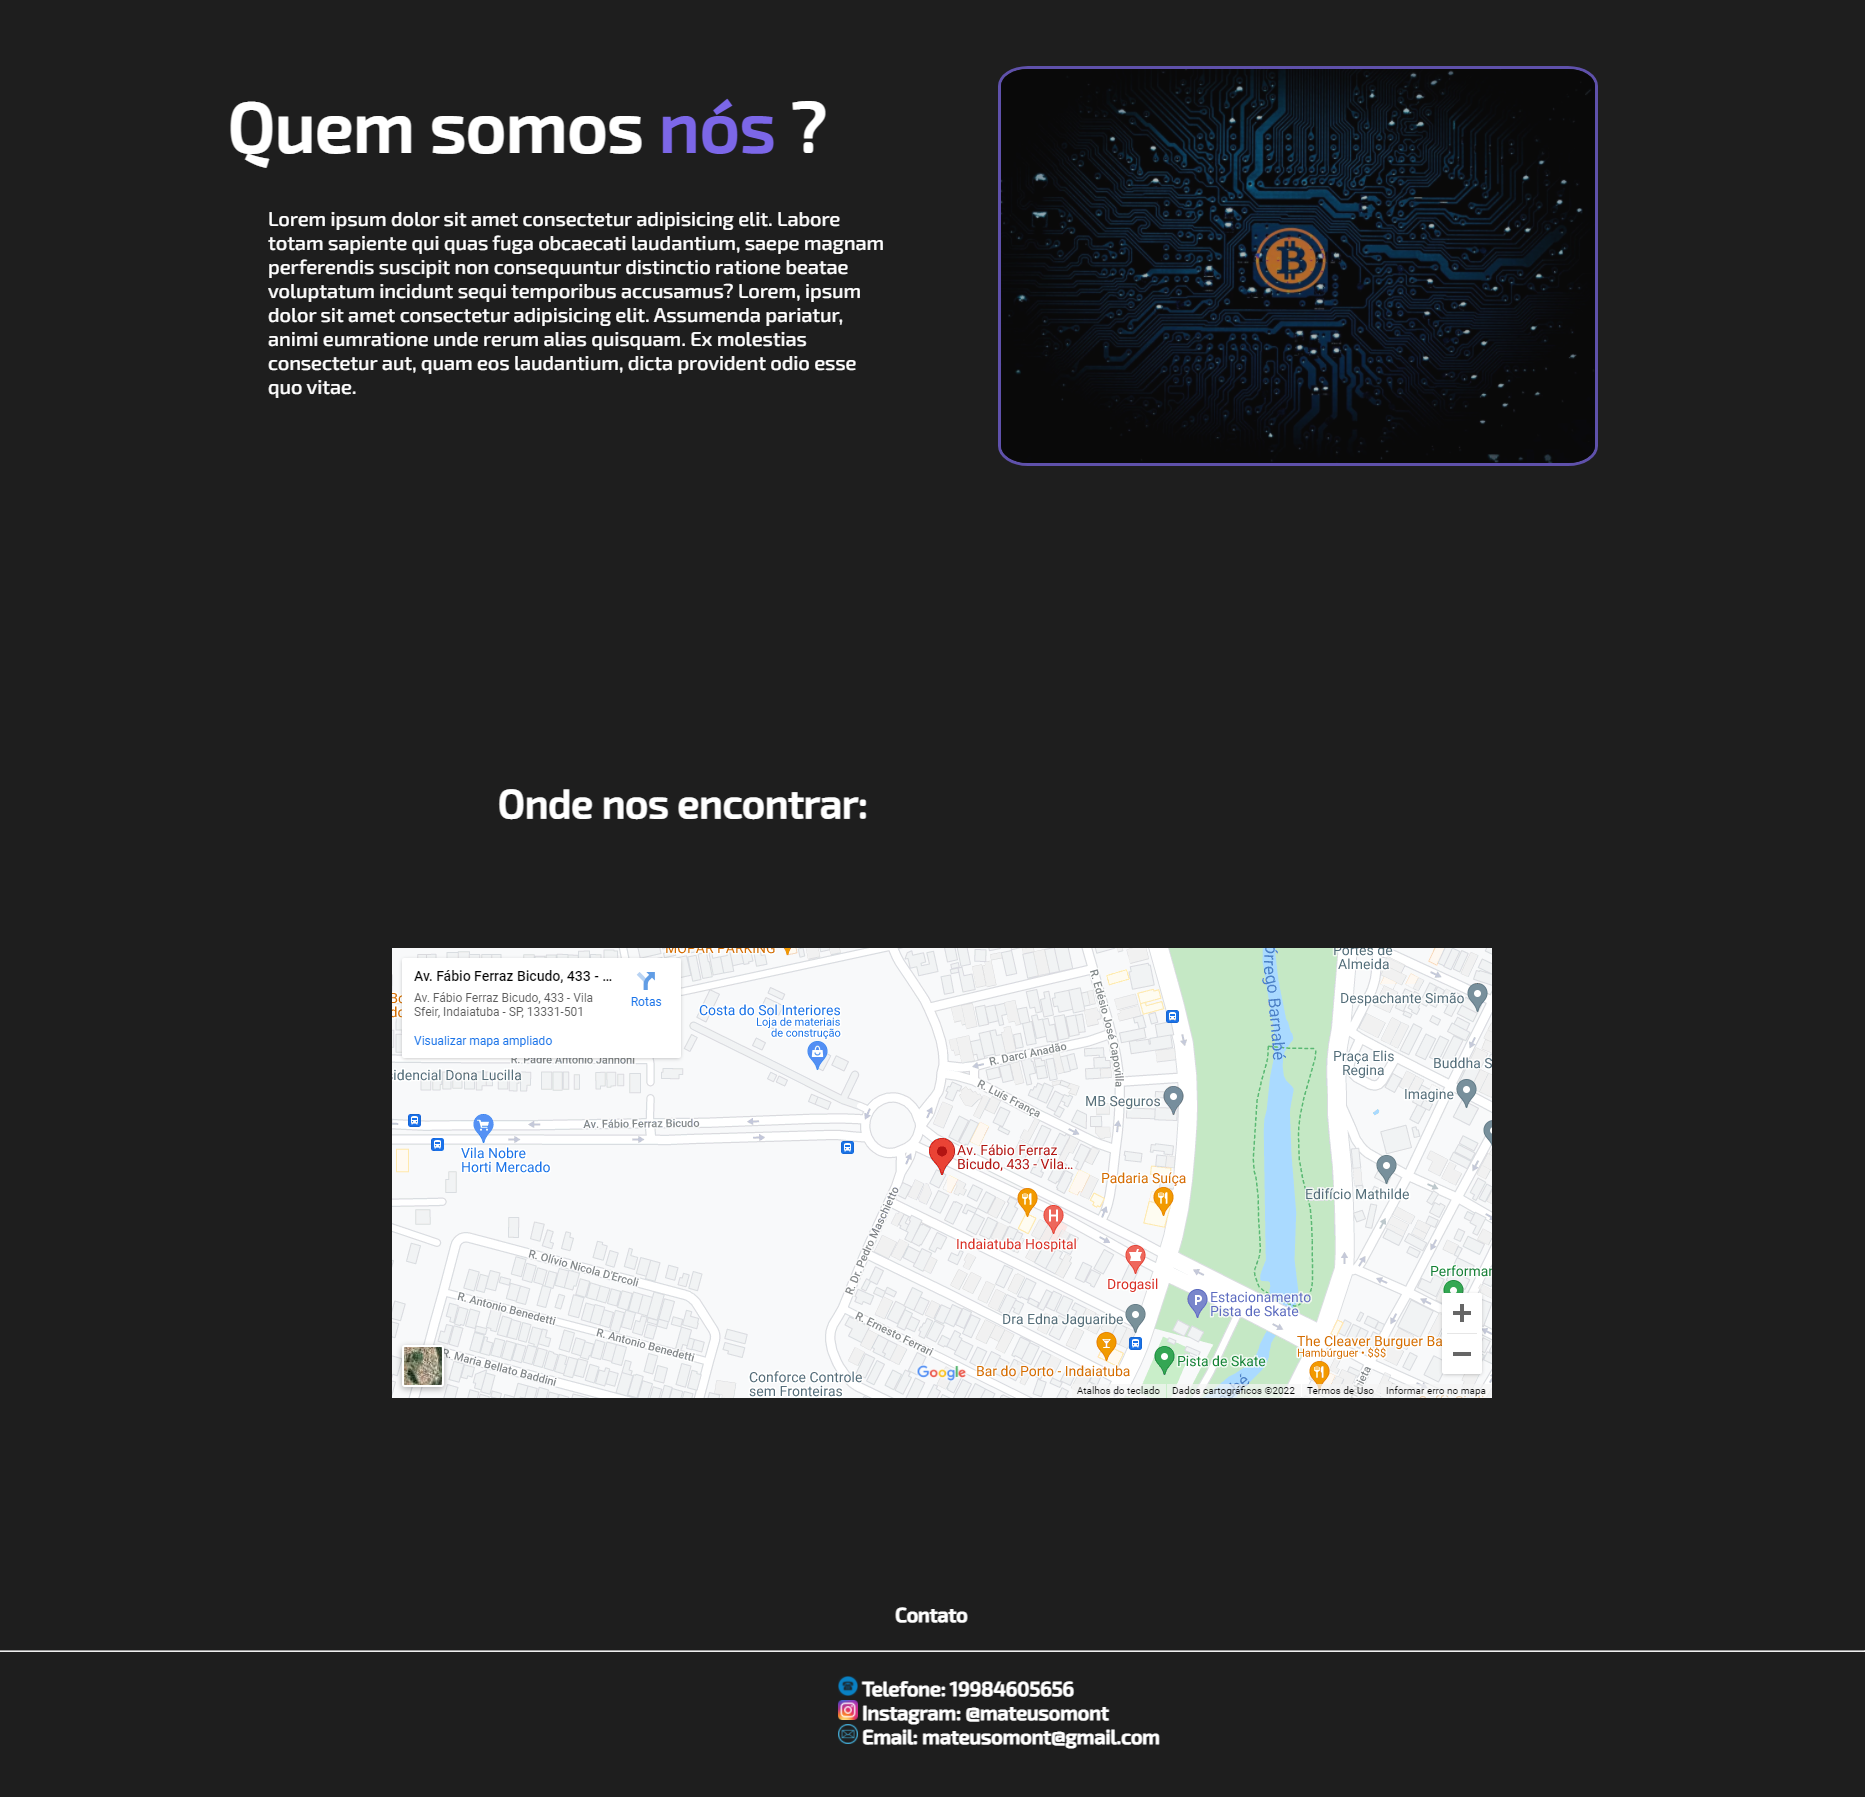 Quem somos nós ?
Lorem ipsum dolor sit amet consectetur adipisicing elit. Labore
totam sapiente qui quas fuga obcaecati laudantium, saepe magnam
perferendis suscipit non consequuntur distinctio ratione beatae
voluptatum incidunt sequi temporibus accusamus? Lorem, ipsum
dolor sit amet consectetur adipisicing elit. Assumenda pariatur,
animi eumratione unde rerum alias quisquam. Ex molestias
consectetur aut, quam eos laudantium, dicta provident odio esse
quo vitae.
Onde nos encontrar:
MOPAR PARKING
Av. Fábio Ferraz Bicudo, 433 - ...
Av. Fábio Ferraz Bicudo, 433 - Vila
Sfeir, Indaiatuba - SP, 13331-501
Rotas
Visualizar mapa ampliado
R. Padre Antonio Jannoni
sidencial Dona Lucilla
Costa do Sol Interiores
Loja de materiais
de construção
R. Edésio José Capovilla
R. Darci Anadão
R. Luís França
órrego Barnabé
Portes de
Almeida
Despachante Simão
Praça Elis
Regina
Buddha S
Imagine
MB Seguros
Av. Fábio Ferraz Bicudo
Vila Nobre
Horti Mercado
Av. Fábio Ferraz
Bicudo, 433 - Vila...
Padaria Suíça
Edifício Mathilde
R. Dr. Pedro Maschietto
Indaiatuba Hospital
Drogasil
R. Olívio Nicola D'Ercoli
Performar
Estacionamento
Pista de Skate
R. Antonio Benedetti
R. Antonio Benedetti
Dra Edna Jaguaribe
R. Ernesto Ferrari
The Cleaver Burguer Ba
Hambúrguer • $$$
R. Maria Bellato Baddini
Pista de Skate
Google
Bar do Porto - Indaiatuba
Conforce Controle
sem Fronteiras
Atalhos do teclado
Dados cartográficos ©2022
Termos de Uso
Informar erro no mapa
Contato
Telefone: 19984605656
Instagram: @mateusomont
Email: mateusomont@gmail.com